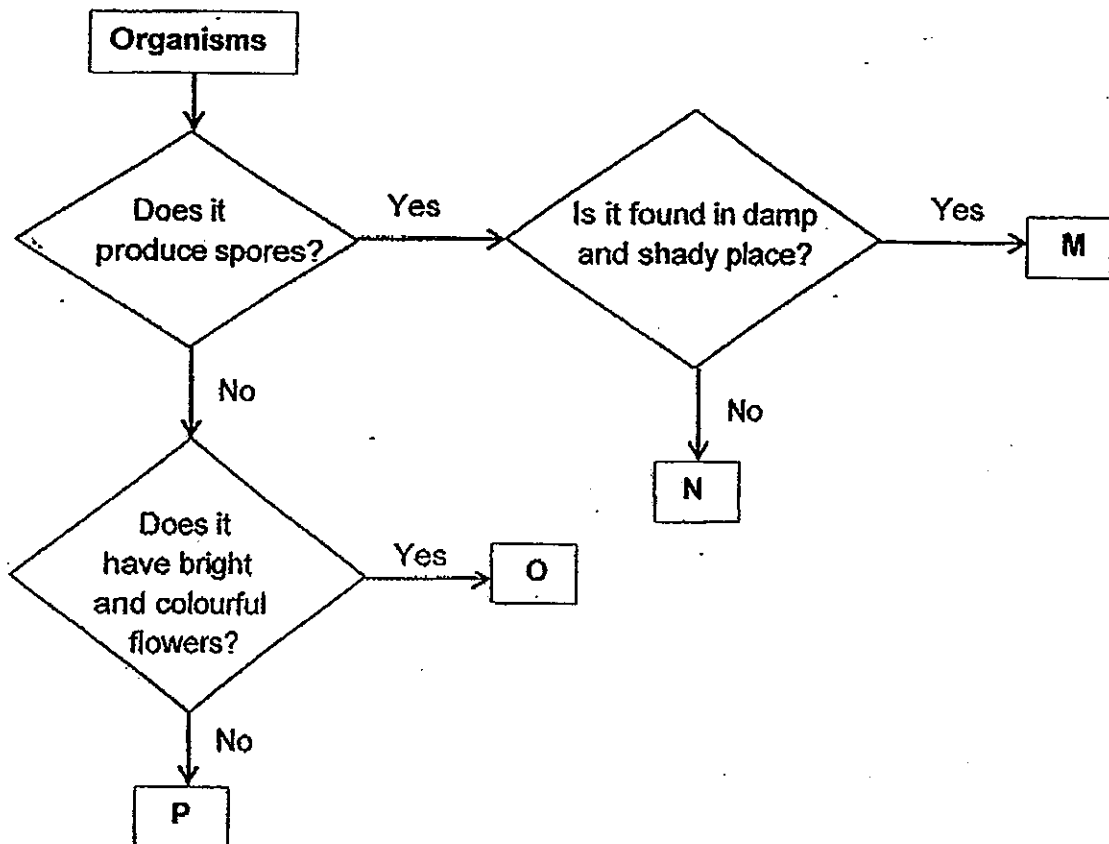 Organisms
Does it
produce spores?
Yes
Is it found in damp
and shady place?
Yes
M
No
No
N
Does it
have bright
and colourful
flowers?
Yes
O
No
P